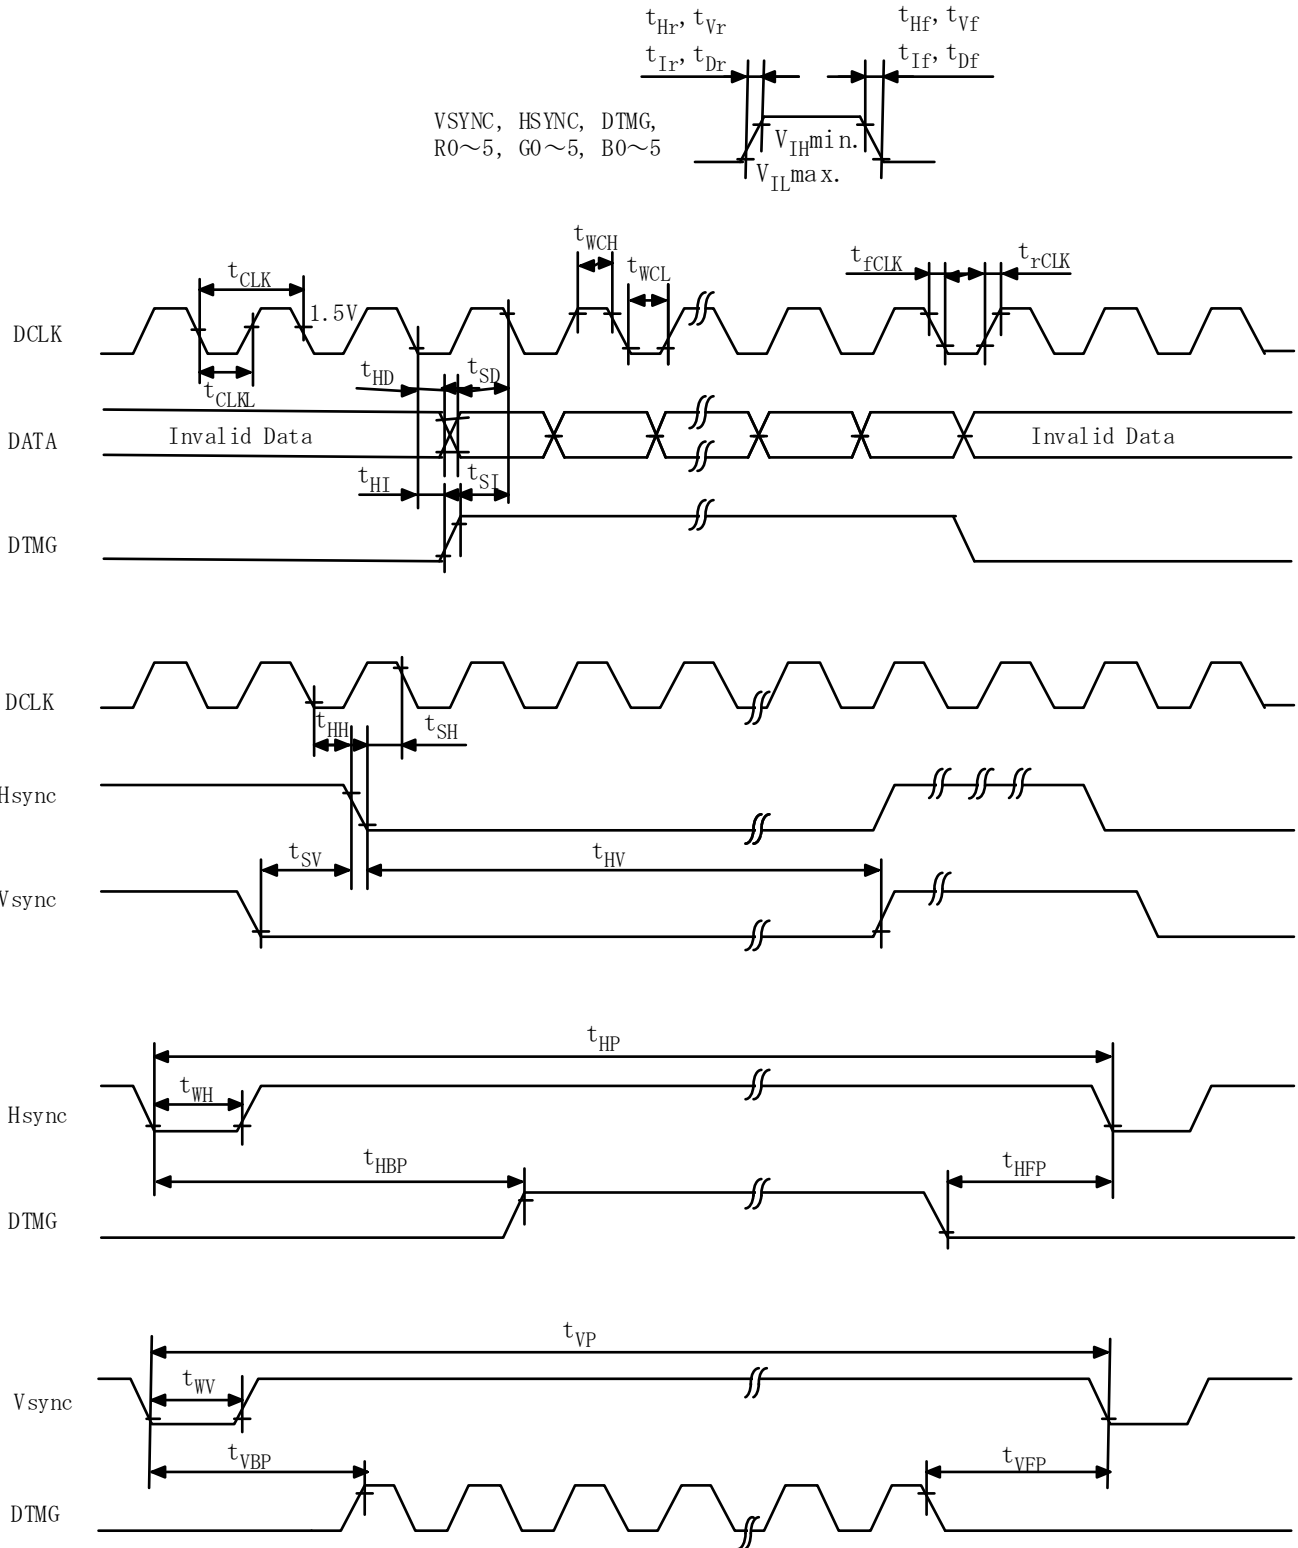 tHr, tVr
tHf, tVf
tIr, tDr
tIf, tDf
VSYNC, HSYNC, DTMG,
R0～5, G0～5, B0～5
VIHmin.
VILmax.
tCLK
tWCH
tWCL
tfCLK
trCLK
1.5V
DCLK
tCLKL
tHD
tSD
DATA
Invalid Data
Invalid Data
tHI
tSI
DTMG
DCLK
tHH
tSH
Hsync
tSV
tHV
Vsync
tHP
tWH
Hsync
tHBP
tHFP
DTMG
tVP
tWV
Vsync
tVBP
tVFP
DTMG